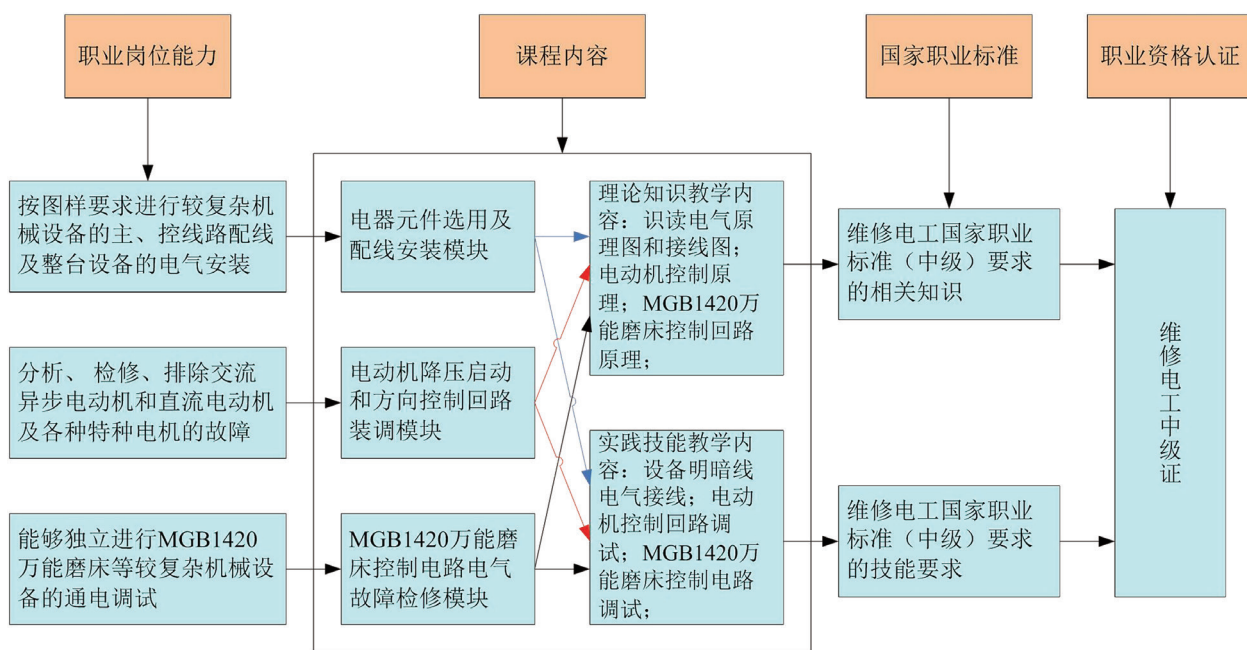 职业岗位能力
课程内容
国家职业标准
职业资格认证
按图样要求进行较复杂机
械设备的主、控线路配线
及整台设备的电气安装
电器元件选用及
配线安装模块
理论知识教学内
容：识读电气原
理图和接线图；
电动机控制原
理；MGB1420万
能磨床控制回路
原理；
维修电工国家职业
标准（中级）要求
的相关知识
维修电工中级证
分析、 检修、排除交流
异步电动机和直流电动机
及各种特种电机的故障
电动机降压启动
和方向控制回路
装调模块
实践技能教学内
容：设备明暗线
电气接线；电动
机控制回路调
试；MGB1420万
能磨床控制电路
调试；
能够独立进行MGB1420
万能磨床等较复杂机械设
备的通电调试
MGB1420万能磨
床控制电路电气
故障检修模块
维修电工国家职业
标准（中级）要求
的技能要求